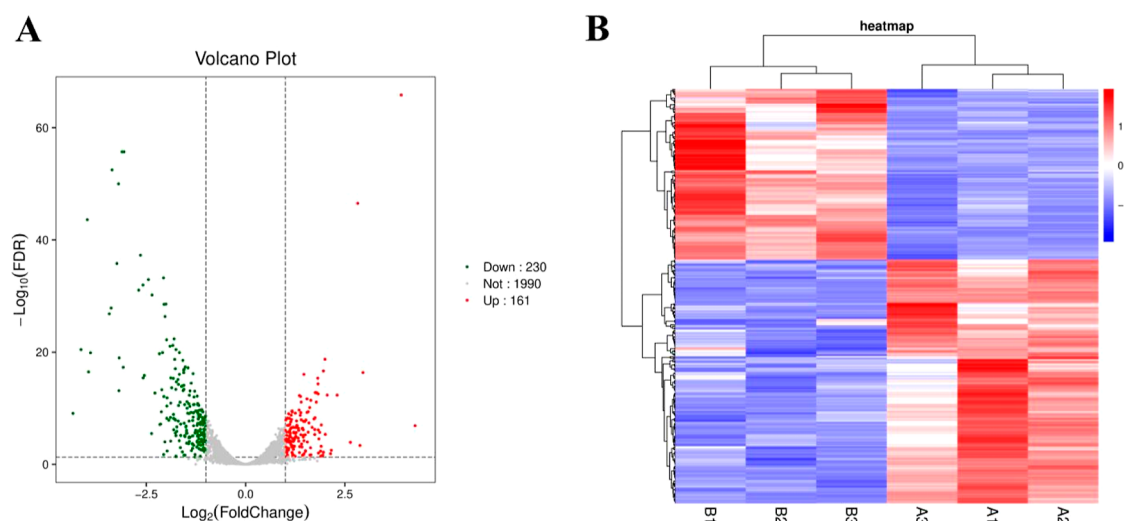 A
Volcano Plot
60
40
20
0
−2.5
0.0
2.5
Log2(FoldChange)
−Log10(FDR)
Down : 230
Not : 1990
Up : 161
B
heatmap
1
0
−
B1
B2
B3
A3
A1
A2